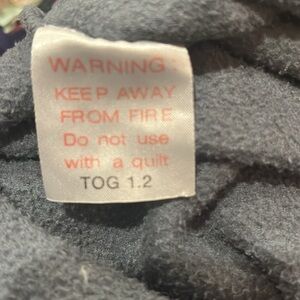 WARNING:
KEEP AWAY
FROM FIRE
Do not use
with a quilt
TOG 1.2